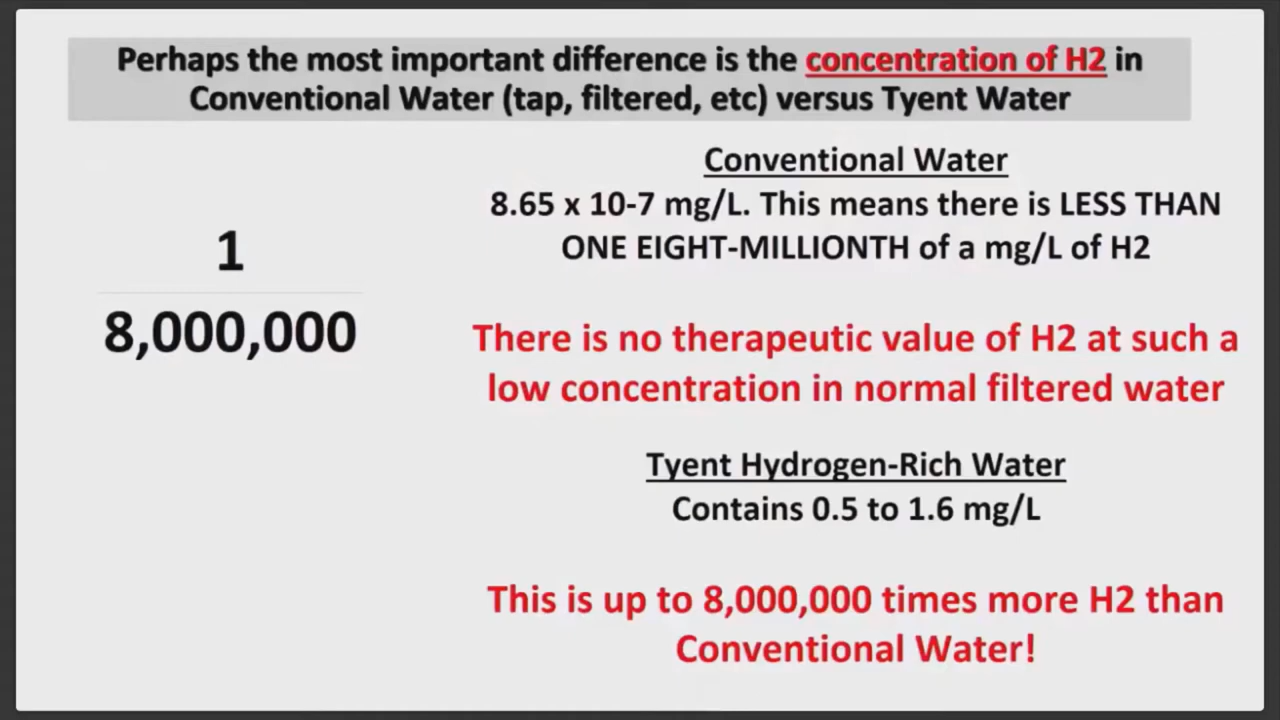 Perhaps the most important difference is the concentration of H2 in
Conventional Water (tap, filtered, etc) versus Tyent Water
1
8,000,000
Conventional Water
8.65 x 10-7 mg/L. This means there is LESS THAN
ONE EIGHT-MILLIONTH of a mg/L of H2
There is no therapeutic value of H2 at such a
low concentration in normal filtered water
Tyent Hydrogen-Rich Water
Contains 0.5 to 1.6 mg/L
This is up to 8,000,000 times more H2 than
Conventional Water!